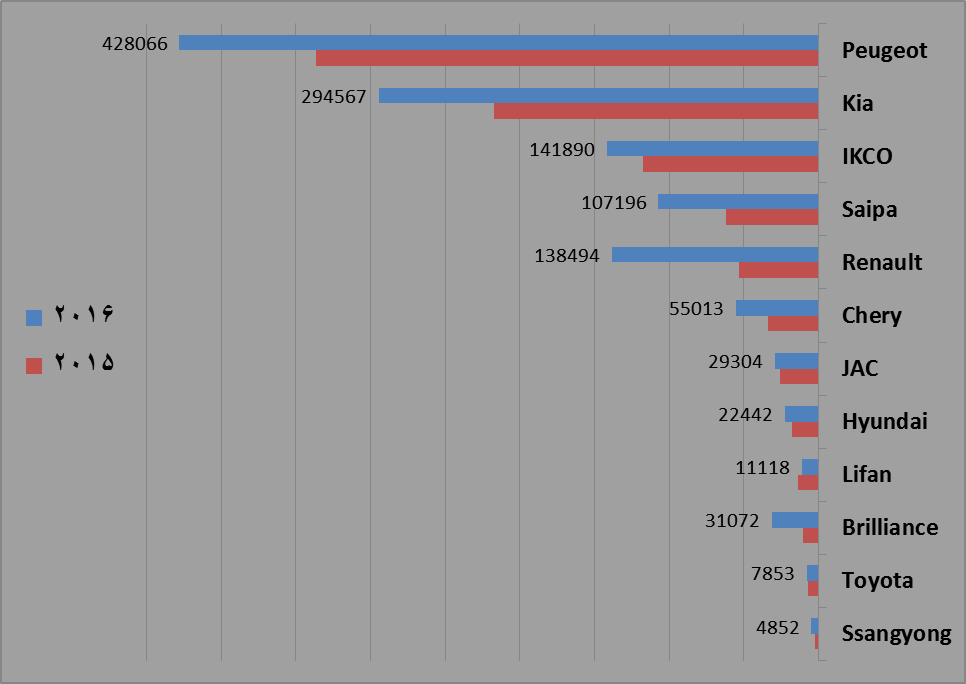 428066 Peugeot
294567 Kia
141890 IKCO
107196 Saipa
138494 Renault
55013 Chery
29304 JAC
22442 Hyundai
11118 Lifan
31072 Brilliance
7853 Toyota
4852 Ssangyong
۲۰۱۶
۲۰۱۵